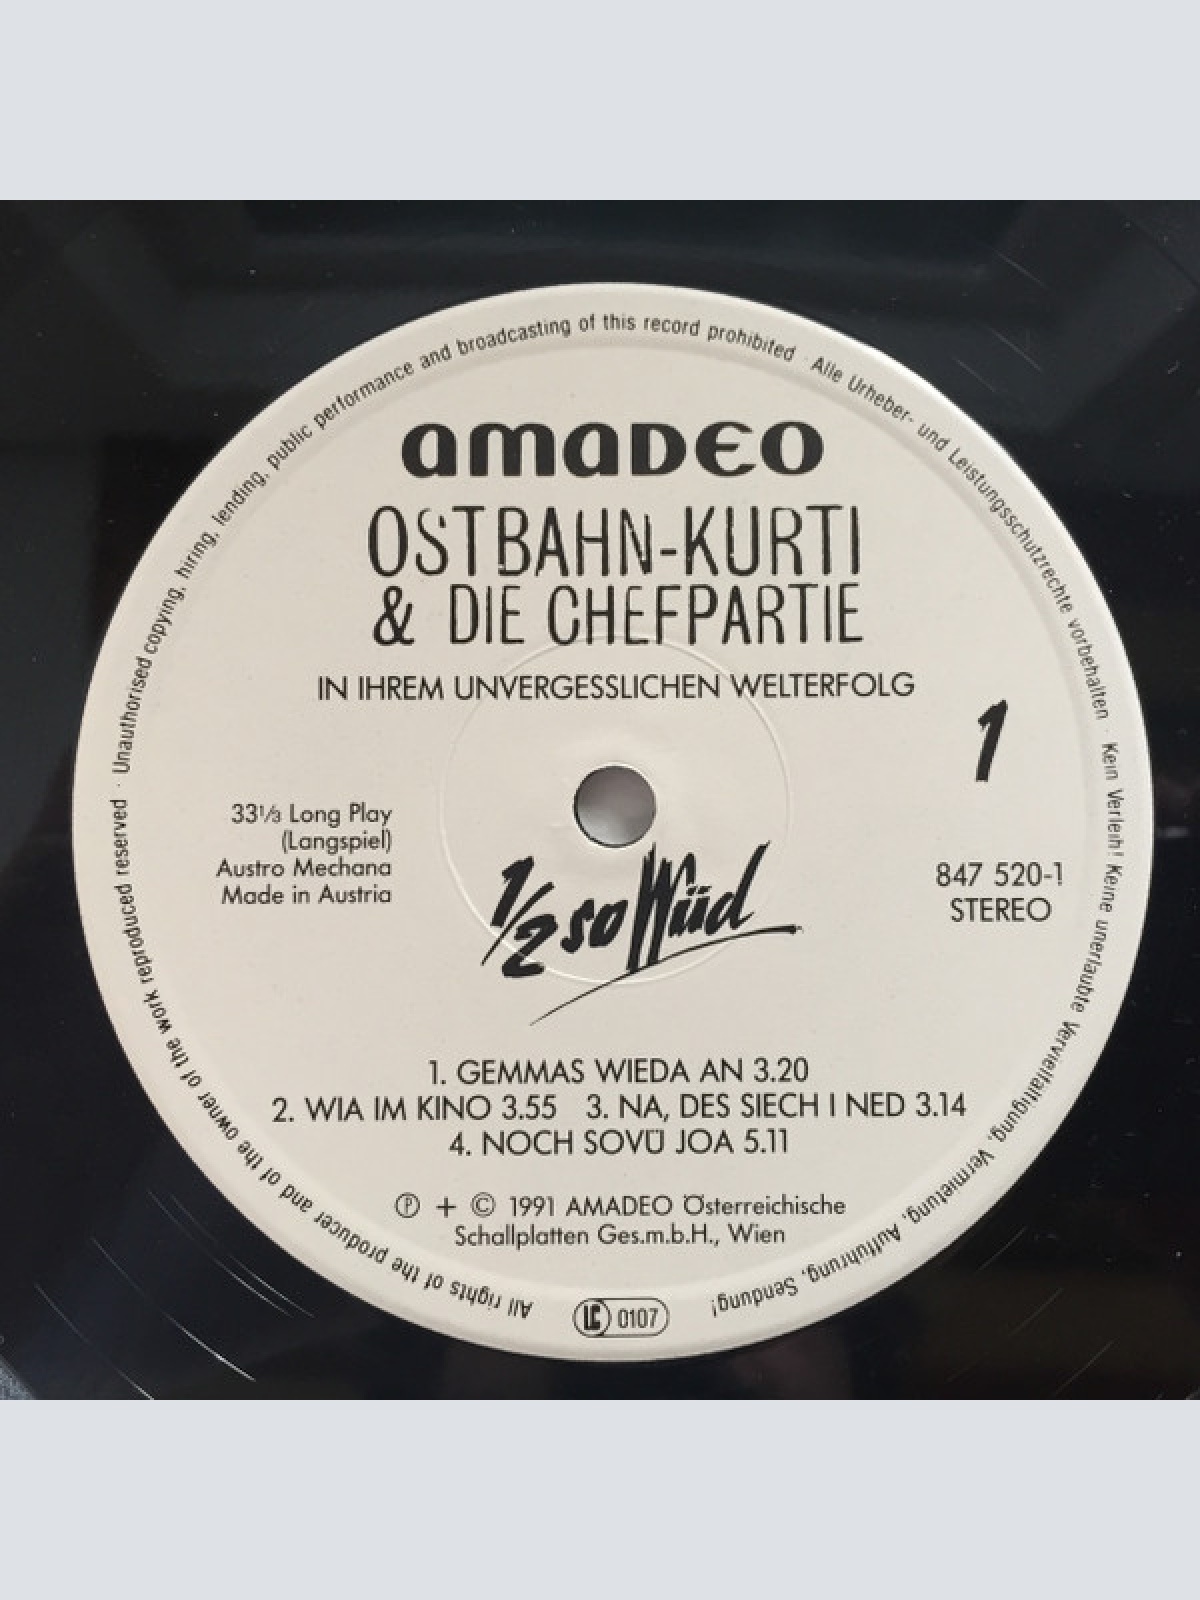 AMADEO
OSTBAHN-KURTI
& DIE CHEFPARTIE
IN IHREM UNVERGESSLICHEN WELTERFOLG
1
33⅓ Long Play
(Langspiel)
Austro Mechana
Made in Austria
847 520-1
STEREO
1/2 so Wüd
1. GEMMAS WIEDA AN 3.20
2. WIA IM KINO 3.55 3. NA, DES SIECH I NED 3.14
4. NOCH SOVÜ JOA 5.11
Ⓟ + © 1991 AMADEO Österreichische
Schallplatten Ges.m.b.H., Wien
LC 0107
All rights of the producer and of the owner of the work reproduced reserved · Unauthorised copying, hiring, lending, public performance and broadcasting of this record prohibited · Alle Urheber- und Leistungsschutzrechte vorbehalten · Kein Verleih! Keine unerlaubte Vervielfältigung, Vermietung, Aufführung, Sendung!